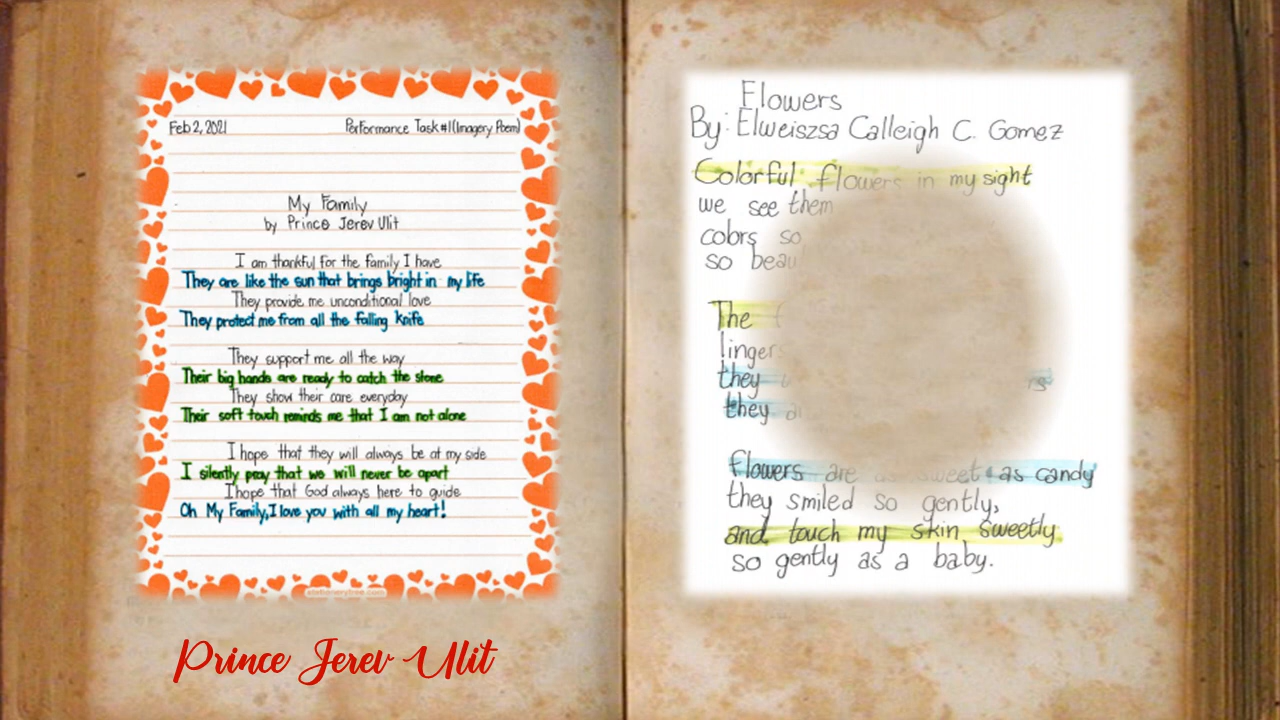 Feb 2, 2021 Performance Task #1 (Imagery Poem)
My Family
by Prince Jerev Ulit
I am thankful for the family I have
They are like the sun that brings bright in my life
They provide me unconditional love
They protect me from all the falling knife
They support me all the way
Their big hands are ready to catch the stone
They show their care everyday
Their soft touch reminds me that I am not alone
I hope that they will always be at my side
I silently pray that we will never be apart
I hope that God always here to guide
Oh My Family, I love you with all my heart!
stationerytree.com
Prince Jerev Ulit
Flowers
By: Elweiszsa Calleigh C. Gomez
Colorful flowers in my sight
we see them
colors so
so
The
they
they
Flowers are as sweet as candy
they smiled so gently,
and touch my skin sweetly
so gently as a baby.